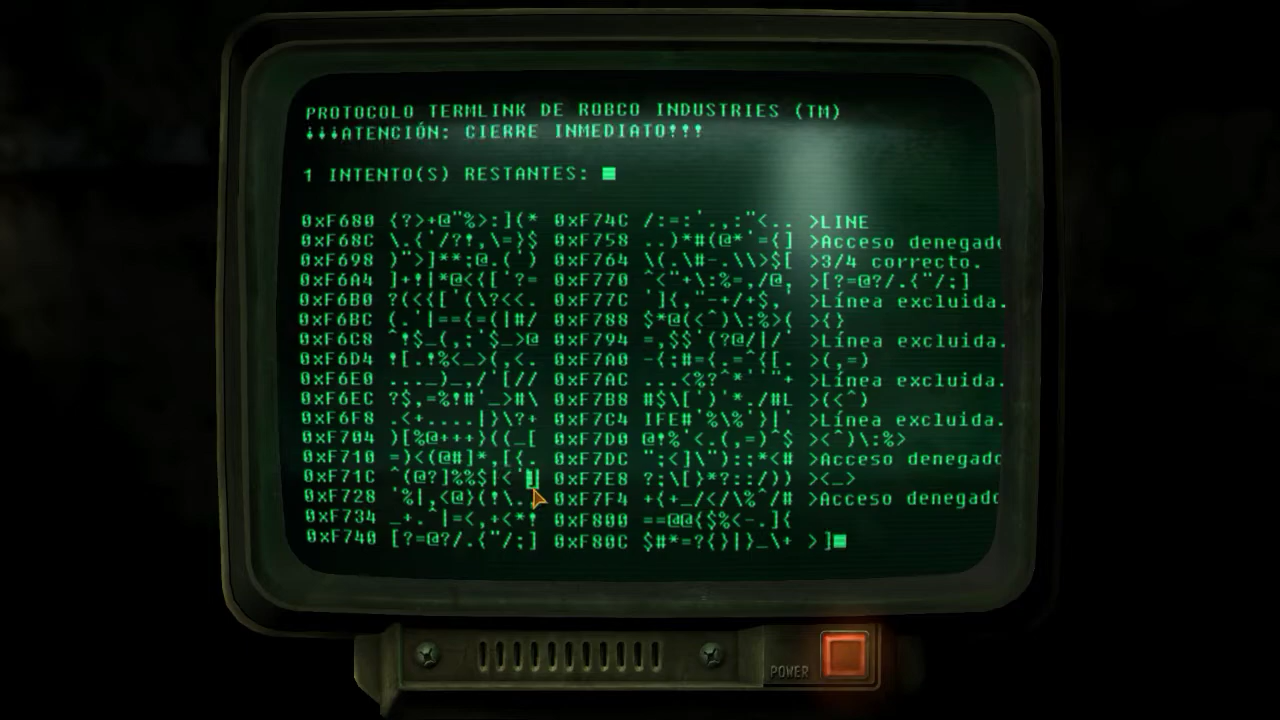 PROTOCOLO TERMLINK DE ROBCO INDUSTRIES (TM)
¡¡¡ATENCIÓN: CIERRE INMEDIATO!!!
1 INTENTO(S) RESTANTES:
0xF680 {?>+@"%>:](* 0xF74C /:=:'.,:"<.. >LINE
0xF68C \.{'/?!,\=}$ 0xF758 ..)*#(@*'={] >Acceso denegado
0xF698 )">]**;@.(') 0xF764 \(.\#-.\\>$[ >3/4 correcto.
0xF6A4 ]+!|*@<{['?= 0xF770 ^<"+\:%=,/@, >[?=@?/.{"/;]
0xF6B0 ?(<{['(\?<<. 0xF77C ']{,"-+/+$,' >Línea excluida.
0xF6BC (.'|=={=(|#/ 0xF788 $*@(<^)\:%>( >{}
0xF6C8 ^!$_(,:'$_>@ 0xF794 =,$$'(?@/|/' >Línea excluida.
0xF6D4 ![.!%<_>(,<. 0xF7A0 -{:#={.=^{[. >(,=)
0xF6E0 ..._)_,/'[// 0xF7AC ...<%?^*''"+ >Línea excluida.
0xF6EC ?$,=%!#'_>#\ 0xF7B8 #$\[')'*./#L >(<^)
0xF6F8 .<+....|}\?+ 0xF7C4 IFE#'%\%'}|' >Línea excluida.
0xF704 )[%@+++}((_[ 0xF7D0 @!%'<.(,=)^$ ><^)\:%>
0xF710 =)<(@#]*,[{. 0xF7DC ";<]\"):;*<# >Acceso denegado
0xF71C ^(@?]%%$|<'] 0xF7E8 ?;\[}*?::/)) ><_>
0xF728 '%|,<@}(!\., 0xF7F4 +{+_/</\%^/# >Acceso denegado
0xF734 _+.^|=<,+<*! 0xF800 ==@@{$%<-.]{
0xF740 [?=@?/.{"/;] 0xF80C $#*=?{}|}_\+ >]
POWER